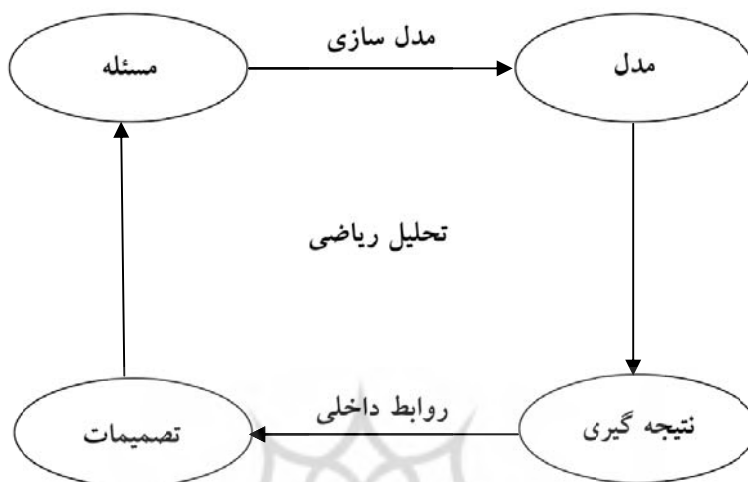 مدل سازی
مسئله
مدل
تحلیل ریاضی
روابط داخلی
نتیجه گیری
تصمیمات